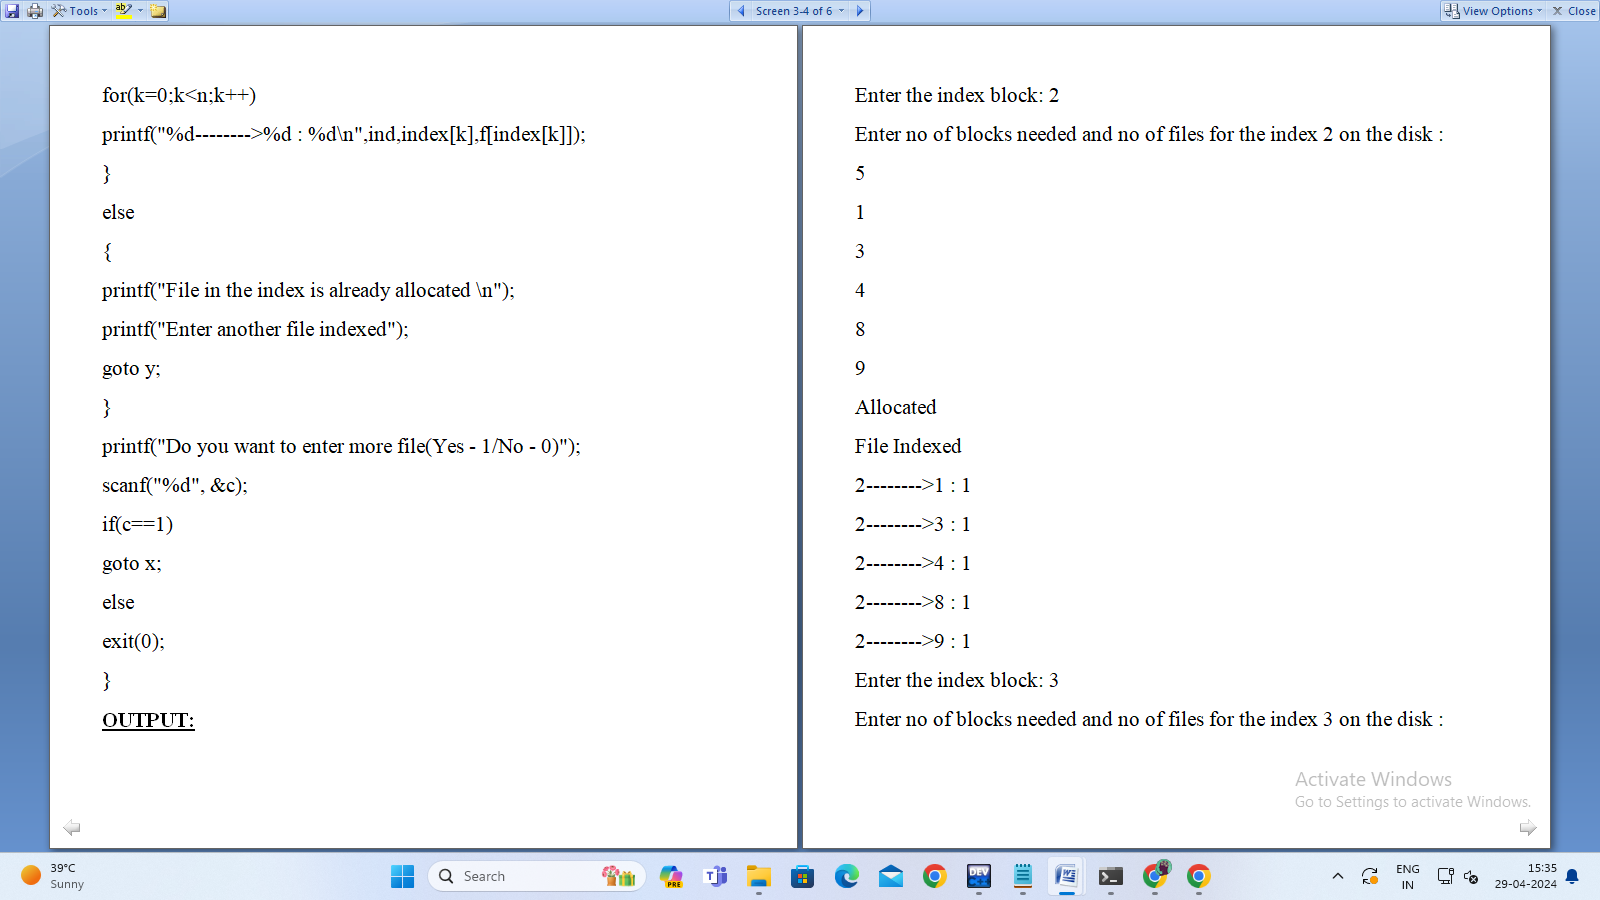 Tools
Screen 3-4 of 6
View Options
Close
for(k=0;k<n;k++)
printf("%d-------->%d : %d\n",ind,index[k],f[index[k]]);
}
else
{
printf("File in the index is already allocated \n");
printf("Enter another file indexed");
goto y;
}
printf("Do you want to enter more file(Yes - 1/No - 0)");
scanf("%d", &c);
if(c==1)
goto x;
else
exit(0);
}
OUTPUT:
Enter the index block: 2
Enter no of blocks needed and no of files for the index 2 on the disk :
5
1
3
4
8
9
Allocated
File Indexed
2-------->1 : 1
2-------->3 : 1
2-------->4 : 1
2-------->8 : 1
2-------->9 : 1
Enter the index block: 3
Enter no of blocks needed and no of files for the index 3 on the disk :
Activate Windows
Go to Settings to activate Windows.
39°C
Sunny
Search
PRE
DEV
ENG
IN
15:35
29-04-2024